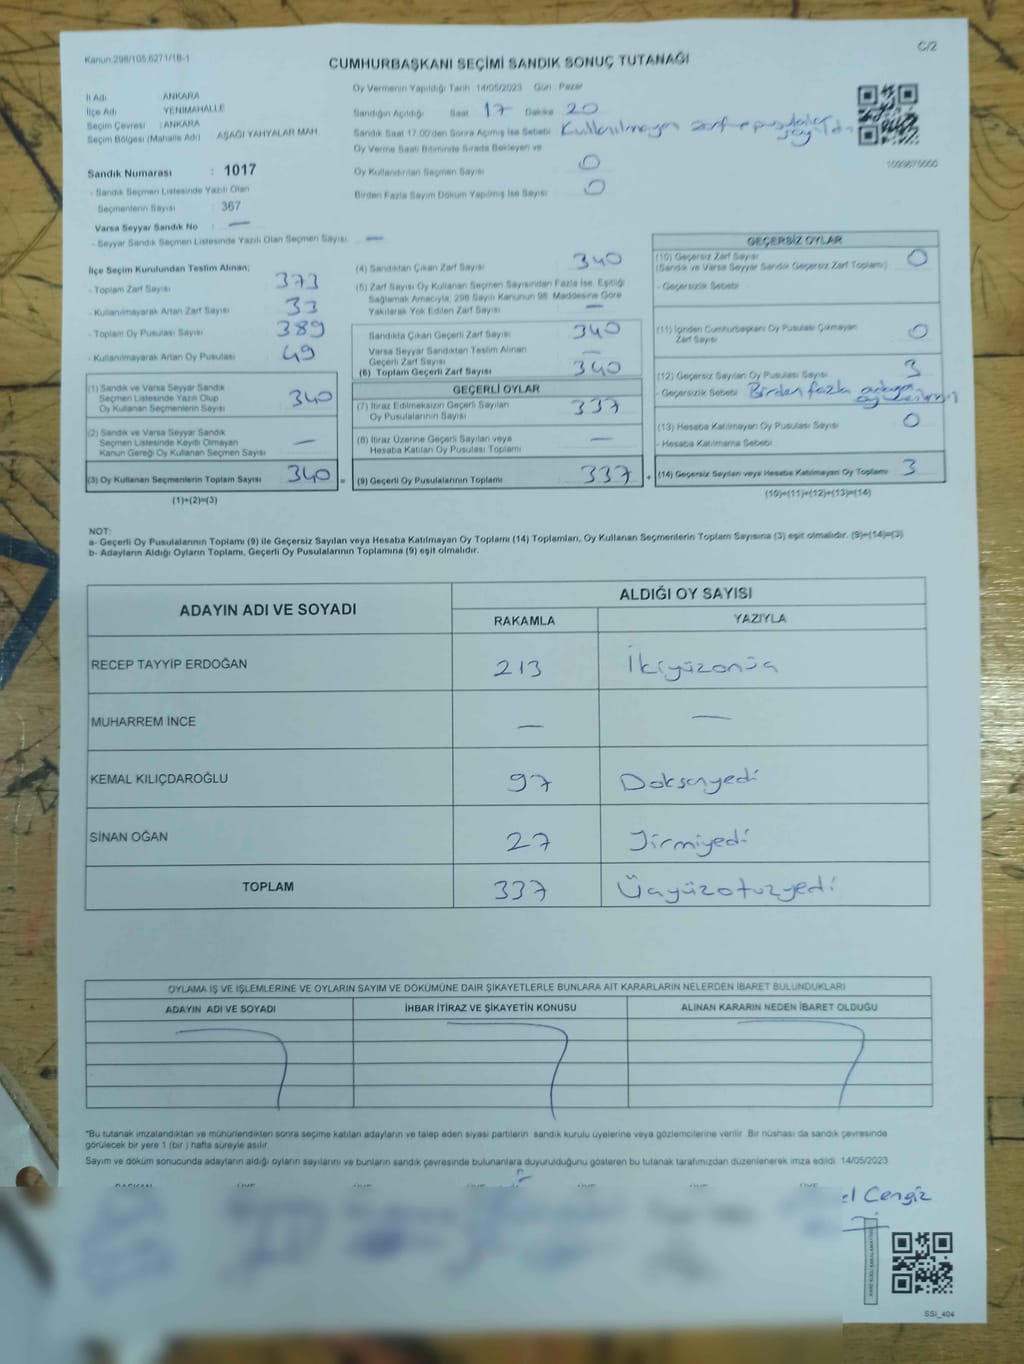 Kanun:298/105,6271/18-1
C/2
CUMHURBAŞKANI SEÇİMİ SANDIK SONUÇ TUTANAĞI
İl Adı : ANKARA
İlçe Adı YENİMAHALLE
Seçim Çevresi : ANKARA
Seçim Bölgesi (Mahalle Adı) AŞAĞI YAHYALAR MAH.
Sandık Numarası : 1017
- Sandık Seçmen Listesinde Yazılı Olan
Seçmenlerin Sayısı : 367
Varsa Seyyar Sandık No : —
- Seyyar Sandık Seçmen Listesinde Yazılı Olan Seçmen Sayısı —
Oy Vermenin Yapıldığı Tarih 14/05/2023 Gün : Pazar
Sandığın Açıldığı Saat 17 Dakika 20
Sandık Saat 17.00'den Sonra Açılmış İse Sebebi Kullanılmayan zarf ve pusulalar sayıldı
Oy Verme Saati Bitiminde Sırada Bekleyen ve
Oy Kullandırılan Seçmen Sayısı 0
Birden Fazla Sayım Döküm Yapılmış İse Sayısı 0
İlçe Seçim Kurulundan Teslim Alınan;
- Toplam Zarf Sayısı 373
- Kullanılmayarak Artan Zarf Sayısı 33
- Toplam Oy Pusulası Sayısı 389
- Kullanılmayarak Artan Oy Pusulası 49
(1) Sandık ve Varsa Seyyar Sandık
Seçmen Listesinde Yazılı Olup
Oy Kullanan Seçmenlerin Sayısı 340
(2) Sandık ve Varsa Seyyar Sandık
Seçmen Listesinde Kayıtlı Olmayan
Kanun Gereği Oy Kullanan Seçmen Sayısı —
(3) Oy Kullanan Seçmenlerin Toplam Sayısı 340 =
(1)+(2)=(3)
(4) Sandıktan Çıkan Zarf Sayısı 340
(5) Zarf Sayısı Oy Kullanan Seçmen Sayısından Fazla İse, Eşitliği
Sağlamak Amacıyla; 298 Sayılı Kanunun 98. Maddesine Göre
Yakılarak Yok Edilen Zarf Sayısı —
Sandıkta Çıkan Geçerli Zarf Sayısı 340
Varsa Seyyar Sandıktan Teslim Alınan
Geçerli Zarf Sayısı —
(6) Toplam Geçerli Zarf Sayısı 340
GEÇERLİ OYLAR
(7) İtiraz Edilmeksizin Geçerli Sayılan
Oy Pusulalarının Sayısı 337
(8) İtiraz Üzerine Geçerli Sayılan veya
Hesaba Katılan Oy Pusulası Toplamı —
(9) Geçerli Oy Pusulalarının Toplamı 337 +
GEÇERSİZ OYLAR
(10) Geçersiz Zarf Sayısı 0
(Sandık ve Varsa Seyyar Sandık Geçersiz Zarf Toplamı)
- Geçersizlik Sebebi
(11) İçinden Cumhurbaşkanı Oy Pusulası Çıkmayan
Zarf Sayısı 0
(12) Geçersiz Sayılan Oy Pusulası Sayısı 3
- Geçersizlik Sebebi Birden fazla
(13) Hesaba Katılmayan Oy Pusulası Sayısı 0
- Hesaba Katılmama Sebebi
(14) Geçersiz Sayılan veya Hesaba Katılmayan Oy Toplamı 3
(10)+(11)+(12)+(13)=(14)
NOT:
a- Geçerli Oy Pusulalarının Toplamı (9) ile Geçersiz Sayılan veya Hesaba Katılmayan Oy Toplamı (14) Toplamları, Oy Kullanan Seçmenlerin Toplam Sayısına (3) eşit olmalıdır. (9)+(14)=(3)
b- Adayların Aldığı Oyların Toplamı, Geçerli Oy Pusulalarının Toplamına (9) eşit olmalıdır.
ADAYIN ADI VE SOYADI
ALDIĞI OY SAYISI
RAKAMLA YAZIYLA
RECEP TAYYİP ERDOĞAN 213 İkiyüzonüç
MUHARREM İNCE — —
KEMAL KILIÇDAROĞLU 97 Doksanyedi
SİNAN OĞAN 27 Yirmiyedi
TOPLAM 337 Üçyüzotuzyedi
OYLAMA İŞ VE İŞLEMLERİNE VE OYLARIN SAYIM VE DÖKÜMÜNE DAİR ŞİKAYETLERLE BUNLARA AİT KARARLARIN NELERDEN İBARET BULUNDUKLARI
ADAYIN ADI VE SOYADI İHBAR İTİRAZ VE ŞİKAYETİN KONUSU ALINAN KARARIN NEDEN İBARET OLDUĞU
*Bu tutanak imzalandıktan ve mühürlendikten sonra seçime katılan adayların ve talep eden siyasi partilerin sandık kurulu üyelerine veya gözlemcilerine verilir. Bir nüshası da sandık çevresinde
görülecek bir yere 1 (bir) hafta süreyle asılır.
Sayım ve döküm sonucunda adayların aldığı oyların sayılarını ve bunların sandık çevresinde bulunanlara duyurulduğunu gösteren bu tutanak tarafımızdan düzenlenerek imza edildi. 14/05/2023
el Cengiz
SSI_404